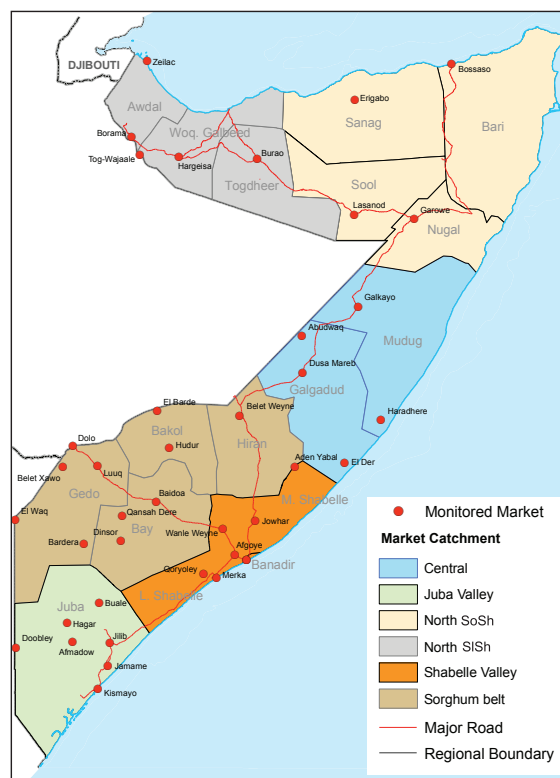 DJIBOUTI
Zeilac
Bossaso
Awdal
Erigabo
Sanag
Bari
Borama
Woq. Galbeed
Tog-Wajaale
Hargeisa
Burao
Togdheer
Sool
Lasanod
Garowe
Nugal
Galkayo
Abudwaq
Mudug
Dusa Mareb
Galgadud
Haradhere
El Barde
Belet Weyne
Bakol
Hiran
Dolo
Hudur
Belet Xawo
Luuq
Aden Yabal
El Der
Gedo
Baidoa
M. Shabelle
El Waq
Qansah Dere
Bay
Wanle Weyne
Jowhar
Dinsor
Bardera
Afgoye
Banadir
Qoryoley
Merka
L. Shabelle
Juba
Buale
Hagar
Doobley
Afmadow
Jilib
Jamame
Kismayo
Monitored Market
Market Catchment
Central
Juba Valley
North SoSh
North SlSh
Shabelle Valley
Sorghum belt
Major Road
Regional Boundary